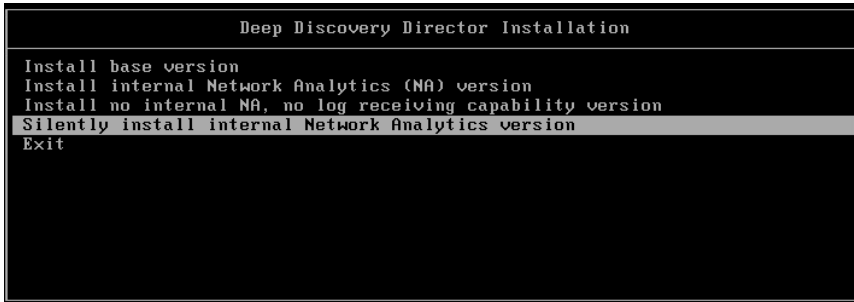 Deep Discovery Director Installation
Install base version
Install internal Network Analytics (NA) version
Install no internal NA, no log receiving capability version
Silently install internal Network Analytics version
Exit